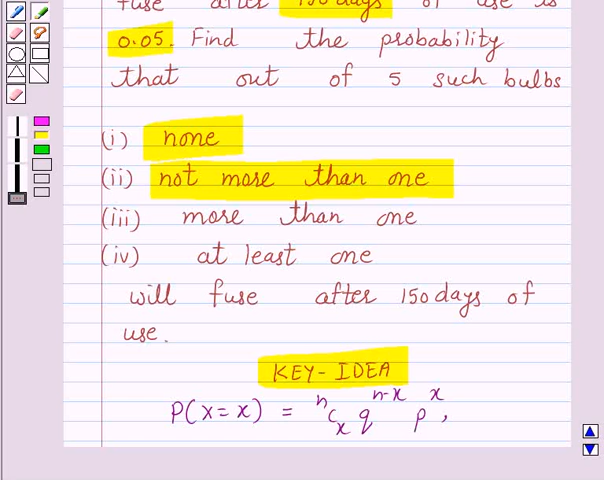 fuse after 150 days of use is
0.05. Find the probability
that out of 5 such bulbs
(i) none
(ii) not more than one
(iii) more than one
(iv) at least one
will fuse after 150 days of
use.
KEY-IDEA
P(X=x) = ⁿCₓ qⁿ⁻ˣ pˣ,